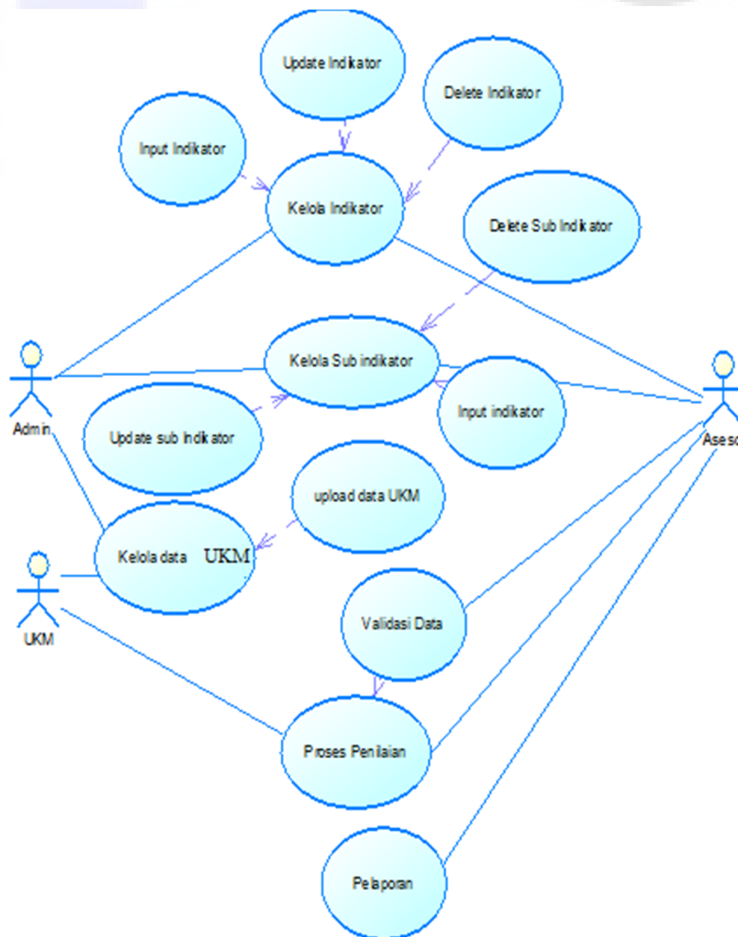 Update Indikator
Delete Indikator
Input Indikator
Kelola Indikator
Delete Sub Indikator
Kelola Sub indikator
Admin
Input indikator
Aseso
Update sub Indikator
upload data UKM
Kelola data UKM
UKM
Validasi Data
Proses Penilaian
Pelaporan